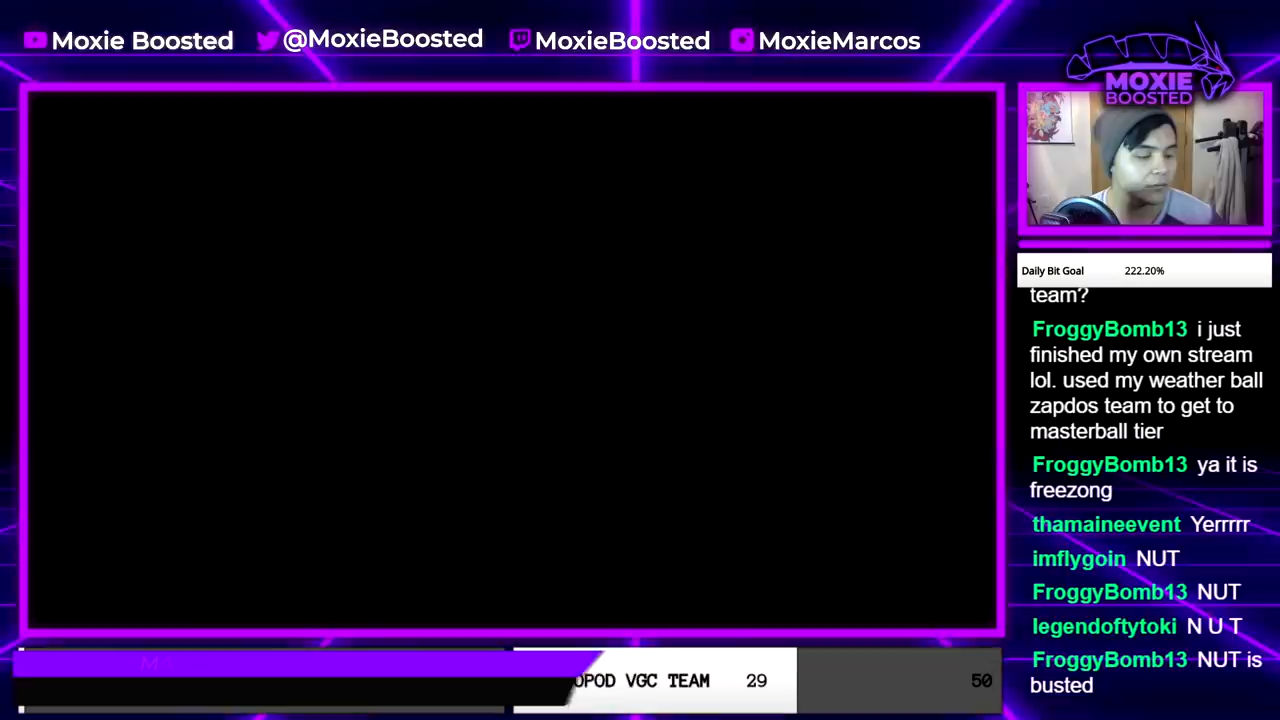 Moxie Boosted @MoxieBoosted MoxieBoosted MoxieMarcos
MOXIE
BOOSTED
Daily Bit Goal 222.20%
team?
FroggyBomb13 i just
finished my own stream
lol. used my weather ball
zapdos team to get to
masterball tier
FroggyBomb13 ya it is
freezong
thamaineevent Yerrrrr
imflygoin NUT
FroggyBomb13 NUT
legendoftytoki N U T
FroggyBomb13 NUT is
busted
OPOD VGC TEAM 29 50